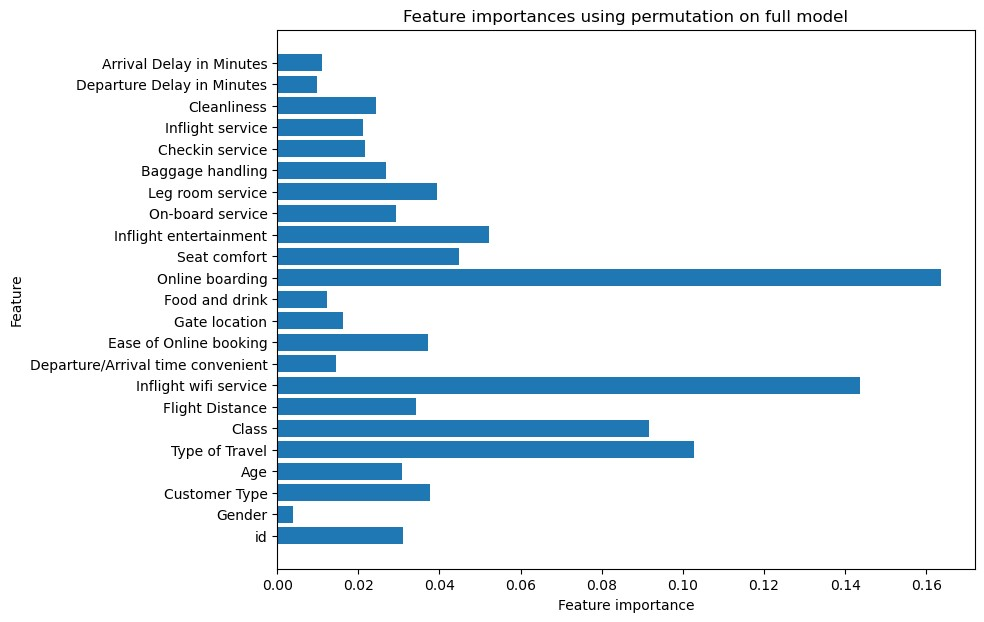 Feature importances using permutation on full model
Arrival Delay in Minutes
Departure Delay in Minutes
Cleanliness
Inflight service
Checkin service
Baggage handling
Leg room service
On-board service
Inflight entertainment
Seat comfort
Online boarding
Food and drink
Gate location
Ease of Online booking
Departure/Arrival time convenient
Inflight wifi service
Flight Distance
Class
Type of Travel
Age
Customer Type
Gender
id
Feature
0.00 0.02 0.04 0.06 0.08 0.10 0.12 0.14 0.16
Feature importance